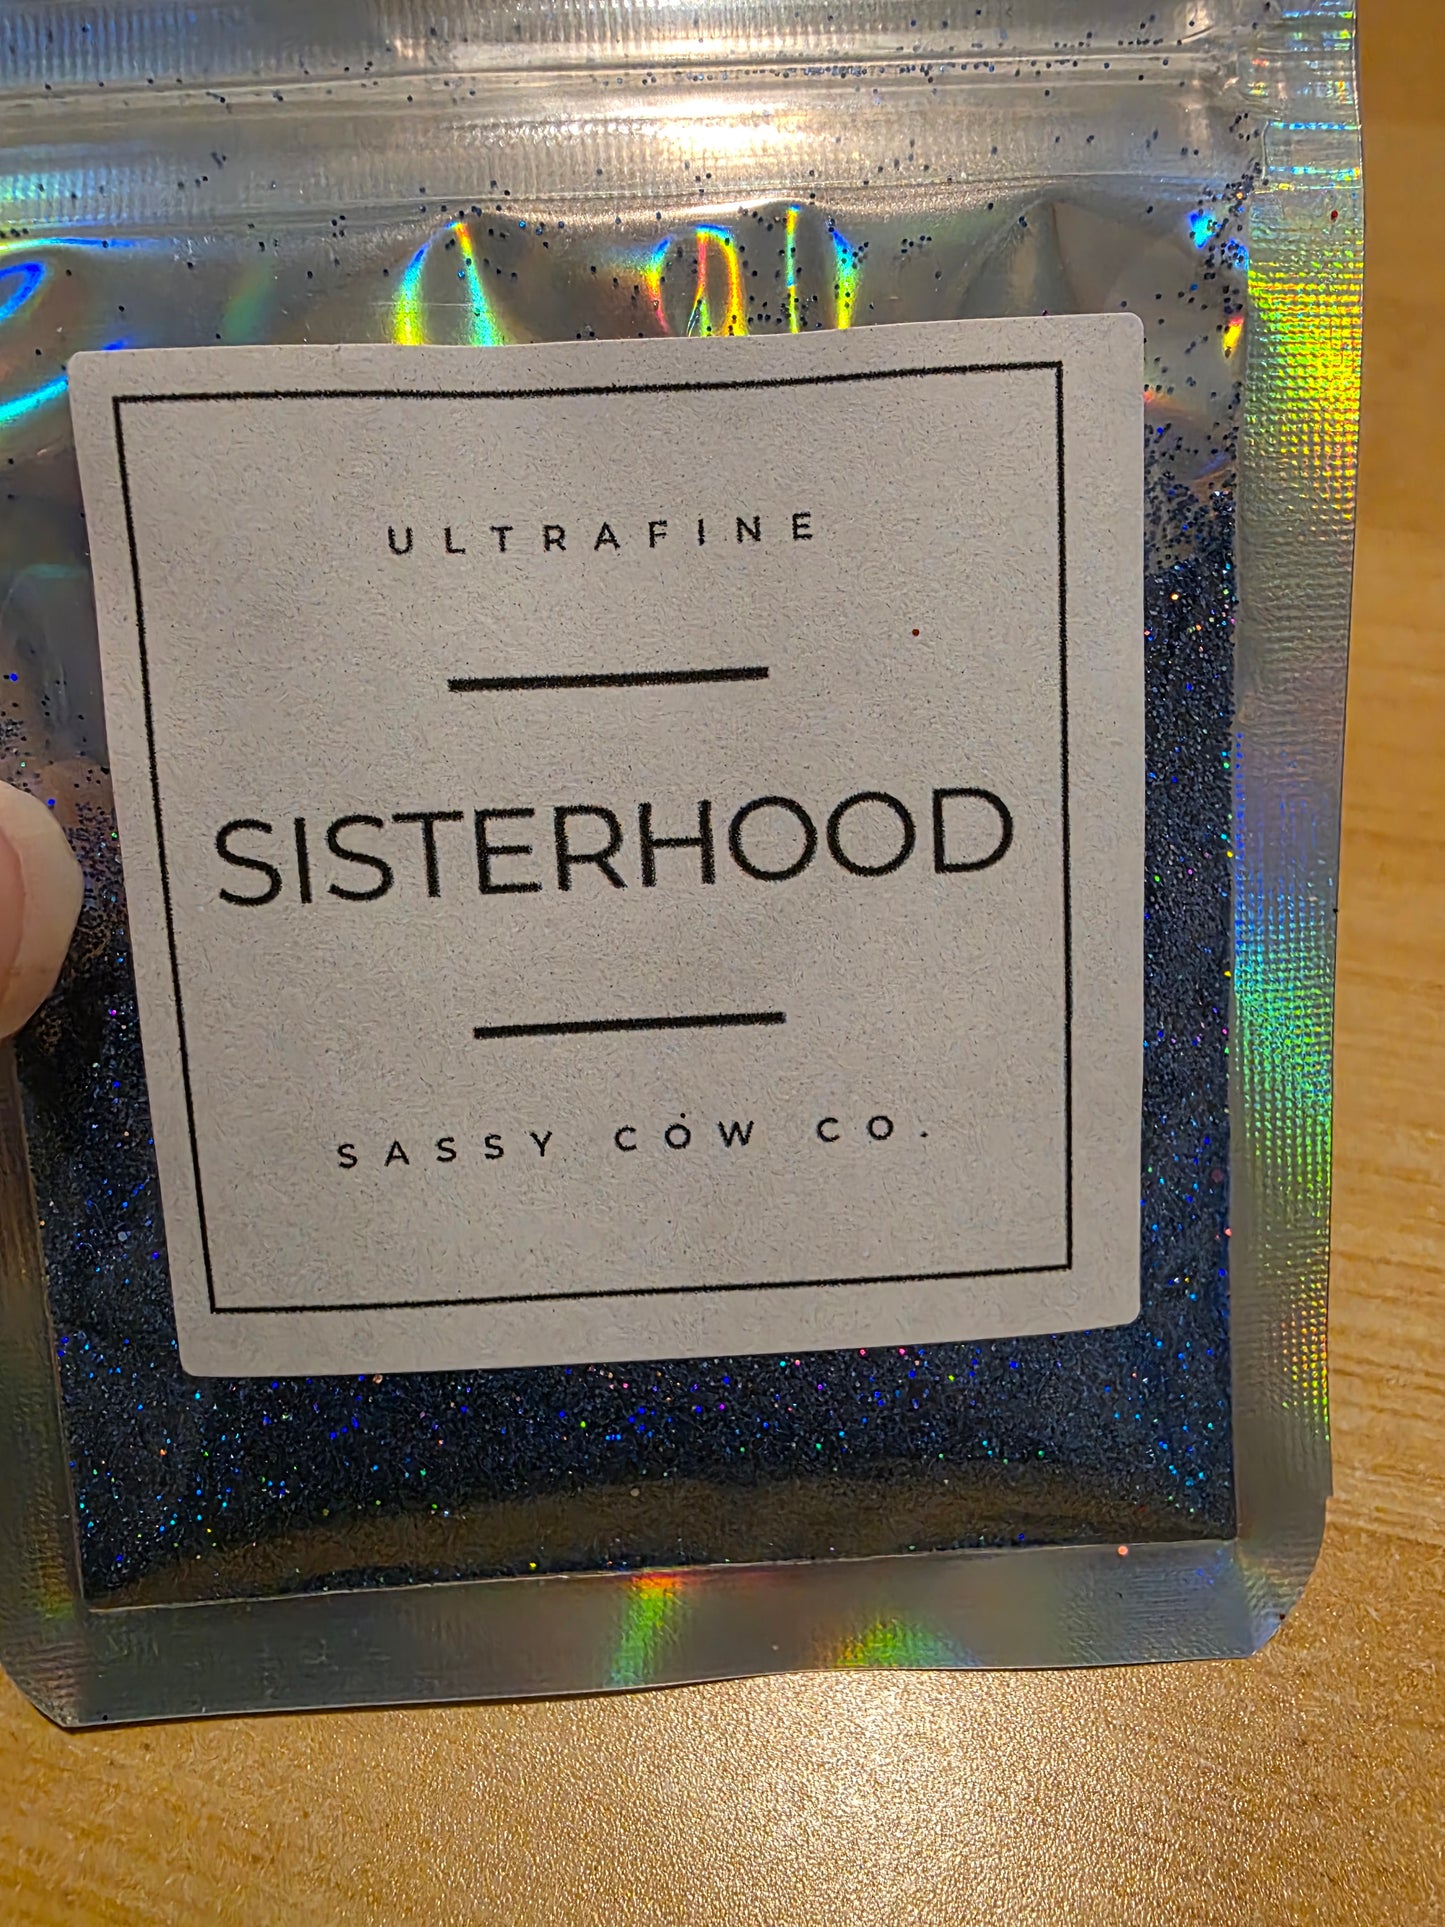 ULTRAFINE
SISTERHOOD
SASSY COW CO.